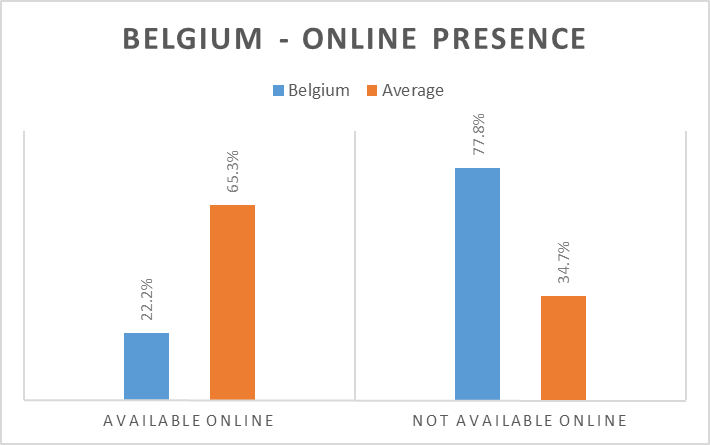 BELGIUM - ONLINE PRESENCE
Belgium Average
22.2%
65.3%
77.8%
34.7%
AVAILABLE ONLINE
NOT AVAILABLE ONLINE